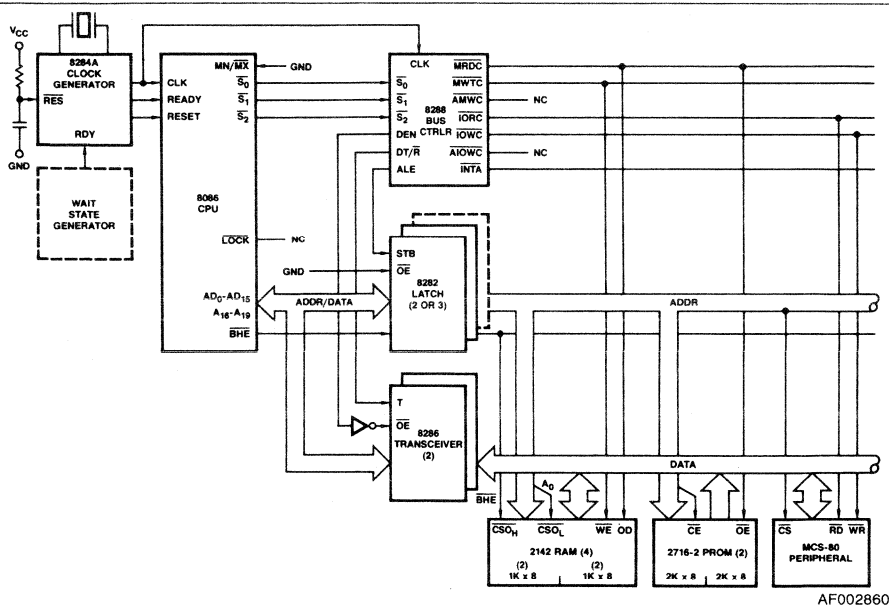 VCC
8284A
CLOCK
GENERATOR
RES
RDY
GND
WAIT
STATE
GENERATOR
CLK
READY
RESET
MN/MX
GND
S0
S1
S2
8086
CPU
LOCK
NC
AD0-AD15
A16-A19
BHE
ADDR/DATA
CLK
S0
S1
S2
DEN
DT/R
ALE
8288
BUS
CTRLR
MRDC
MWTC
AMWC
NC
IORC
IOWC
AIOWC
NC
INTA
STB
GND
OE
8282
LATCH
(2 OR 3)
ADDR
T
OE
8286
TRANSCEIVER
(2)
DATA
BHE
A0
CSOH
CSOL
WE
OD
2142 RAM (4)
(2)
1K x 8
(2)
1K x 8
CE
OE
2716-2 PROM (2)
2K x 8
2K x 8
CS
RD
WR
MCS-80
PERIPHERAL
AF002860